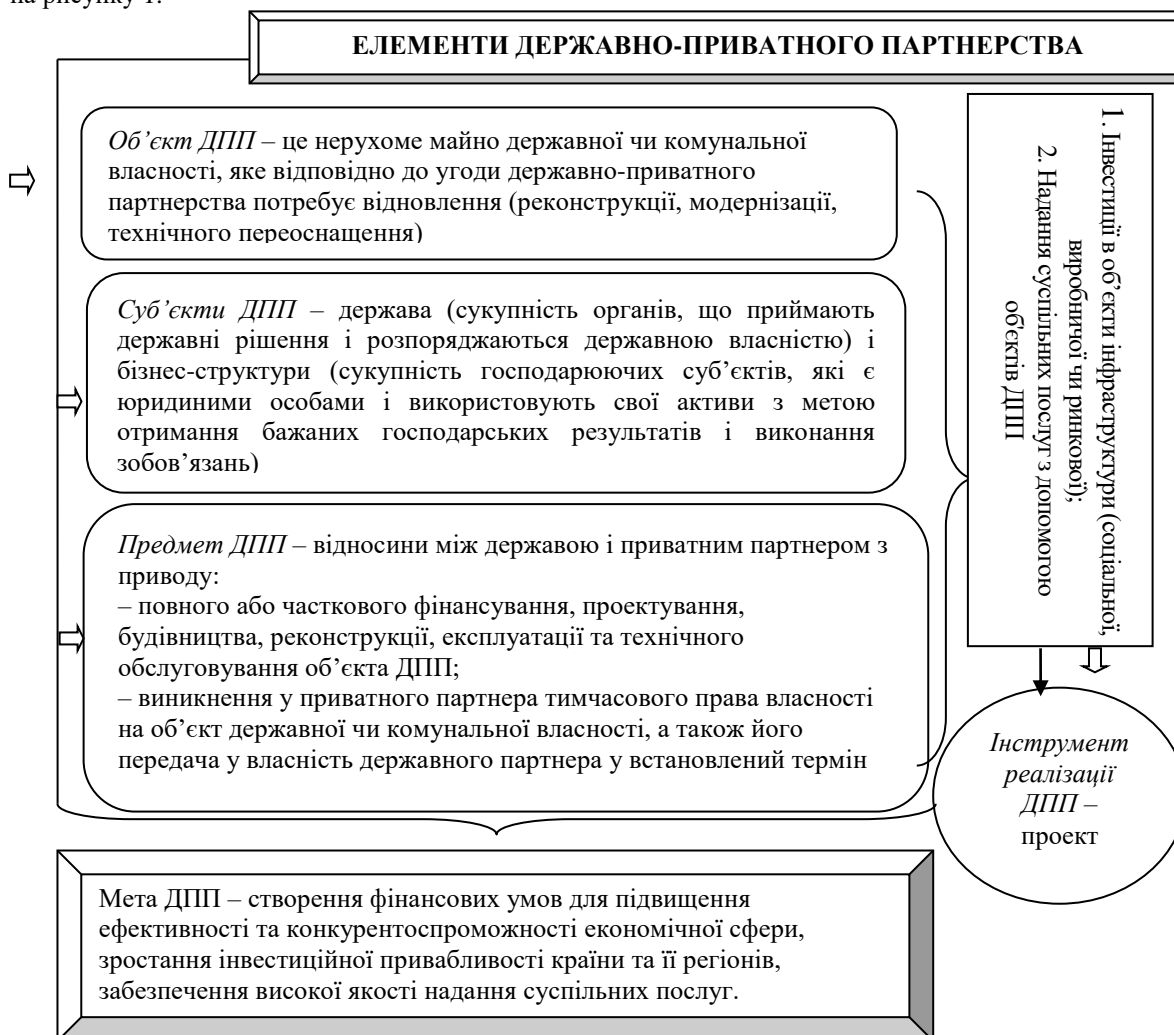 на рисунку 1.
ЕЛЕМЕНТИ ДЕРЖАВНО-ПРИВАТНОГО ПАРТНЕРСТВА
Об’єкт ДПП – це нерухоме майно державної чи комунальної
власності, яке відповідно до угоди державно-приватного
партнерства потребує відновлення (реконструкції, модернізації,
технічного переоснащення)
Суб’єкти ДПП – держава (сукупність органів, що приймають
державні рішення і розпоряджаються державною власністю) і
бізнес-структури (сукупність господарюючих суб’єктів, які є
юридиними особами і використовують свої активи з метою
отримання бажаних господарських результатів і виконання
зобов’язань)
Предмет ДПП – відносини між державою і приватним партнером з
приводу:
– повного або часткового фінансування, проектування,
будівництва, реконструкції, експлуатації та технічного
обслуговування об’єкта ДПП;
– виникнення у приватного партнера тимчасового права власності
на об’єкт державної чи комунальної власності, а також його
передача у власність державного партнера у встановлений термін
1. Інвестиції в об’єкти інфраструктури (соціальної,
виробничої чи ринкової);
2. Надання суспільних послуг з допомогою
об'єктів ДПП
Інструмент
реалізації
ДПП –
проект
Мета ДПП – створення фінансових умов для підвищення
ефективності та конкурентоспроможності економічної сфери,
зростання інвестиційної привабливості країни та її регіонів,
забезпечення високої якості надання суспільних послуг.